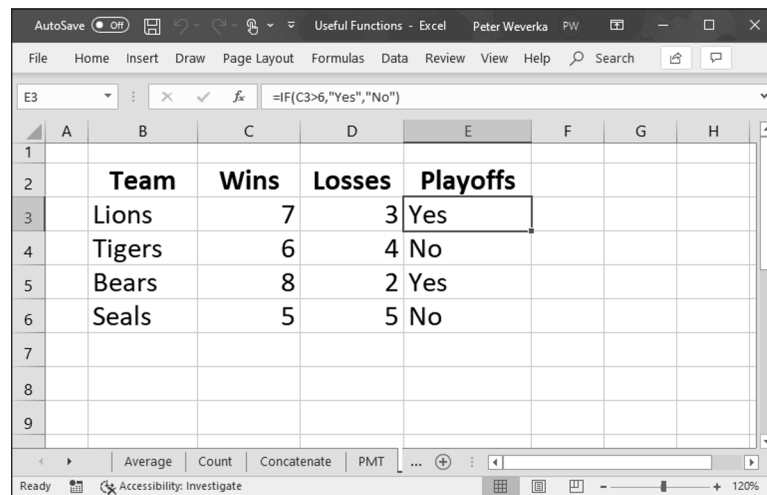 AutoSave Off Useful Functions - Excel Peter Weverka PW
File Home Insert Draw Page Layout Formulas Data Review View Help Search
E3 fx =IF(C3>6,"Yes","No")
A B C D E F G H
1
2 Team Wins Losses Playoffs
3 Lions 7 3 Yes
4 Tigers 6 4 No
5 Bears 8 2 Yes
6 Seals 5 5 No
7
8
9
Average Count Concatenate PMT ...
Ready Accessibility: Investigate 120%